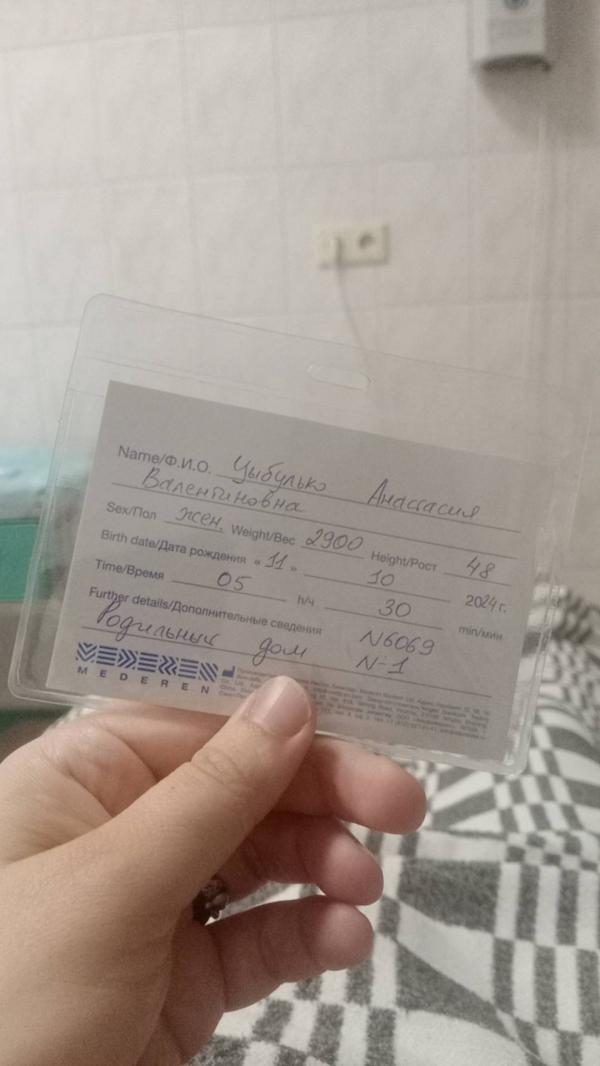 Name/Ф.И.О. Цыбулько Анастасия
Валентиновна
Sex/Пол жен. Weight/Вес 2900 Height/Рост 48
Birth date/Дата рождения «11» 10 2024 г.
Time/Время 05 h/ч 30 min/мин
Further details/Дополнительные сведения N6069
Родильный дом N-1
MEDEREN